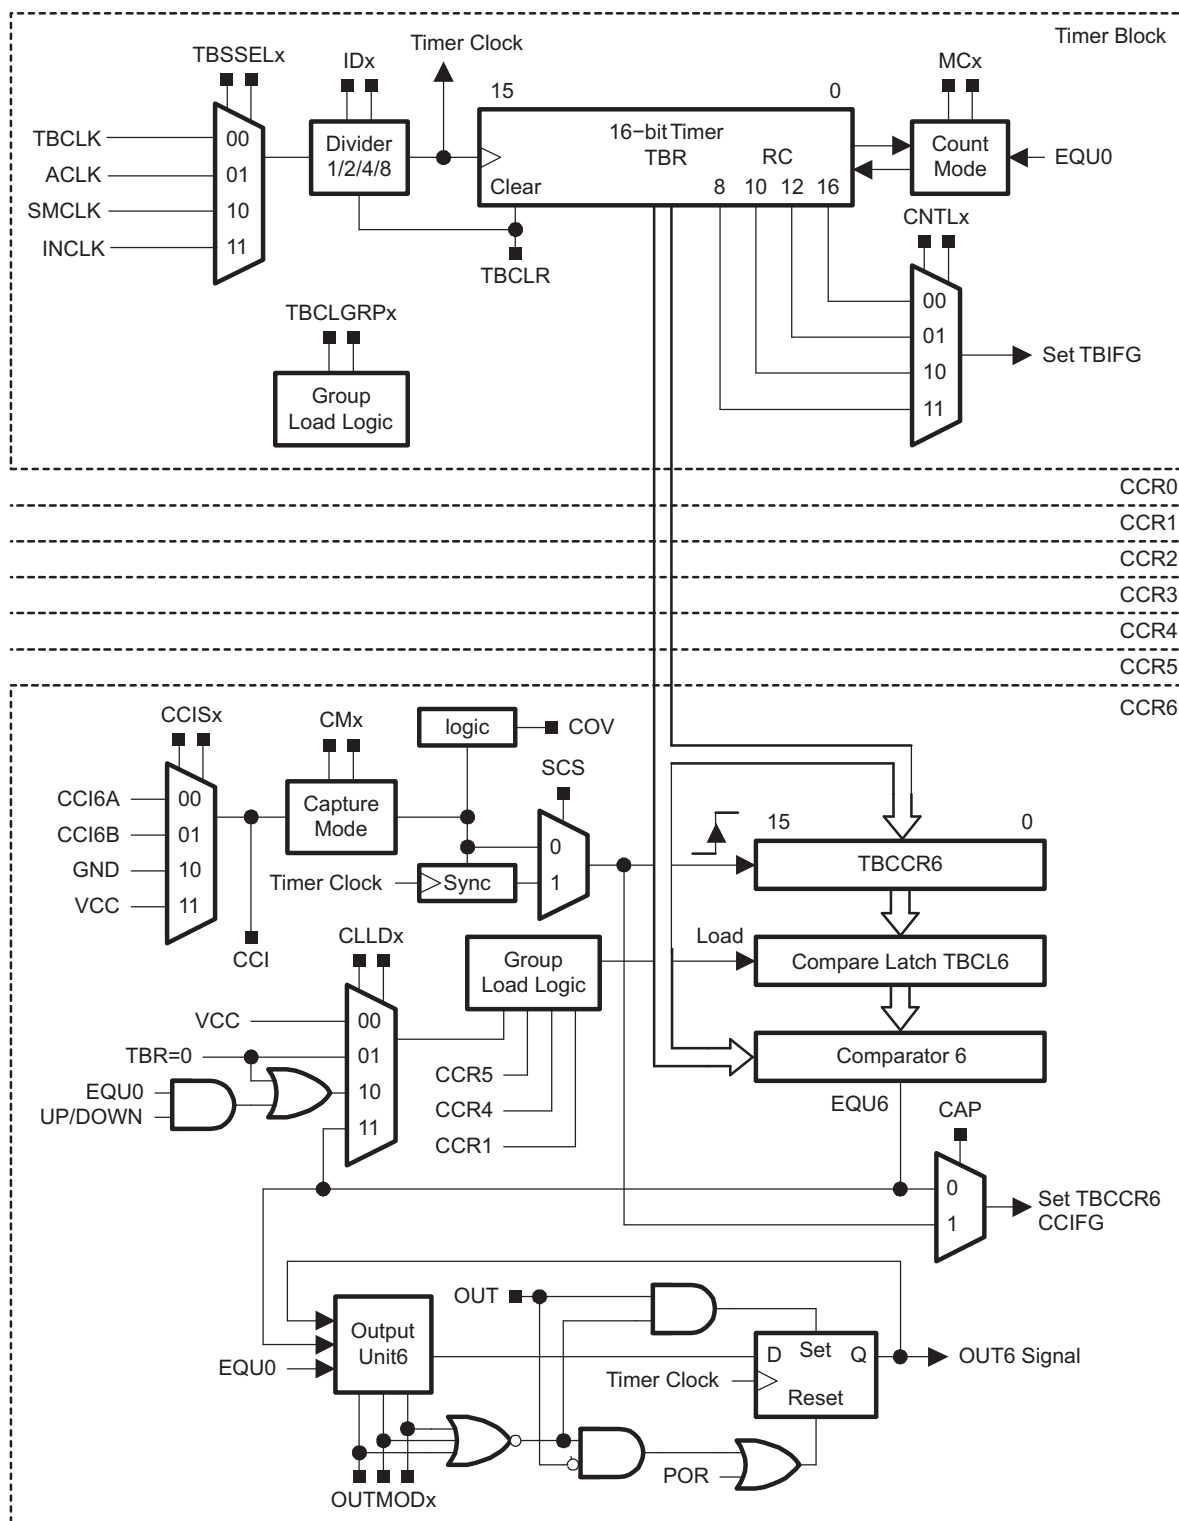 Timer Block
Timer Clock
TBSSELx
IDx
MCx
15
0
TBCLK
ACLK
SMCLK
INCLK
00
01
10
11
Divider
1/2/4/8
16−bit Timer
TBR
RC
8
10
12
16
Clear
Count
Mode
EQU0
TBCLR
CNTLx
00
01
10
11
Set TBIFG
TBCLGRPx
Group
Load Logic
CCR0
CCR1
CCR2
CCR3
CCR4
CCR5
CCR6
CCISx
CMx
logic
COV
SCS
CCI6A
CCI6B
GND
VCC
00
01
10
11
Capture
Mode
0
1
15
0
TBCCR6
Timer Clock
Sync
CCI
CLLDx
Group
Load Logic
Load
Compare Latch TBCL6
VCC
TBR=0
EQU0
UP/DOWN
00
01
10
11
CCR5
CCR4
CCR1
Comparator 6
EQU6
CAP
0
1
Set TBCCR6
CCIFG
OUT
Output
Unit6
EQU0
D
Set
Q
Timer Clock
Reset
OUT6 Signal
POR
OUTMODx